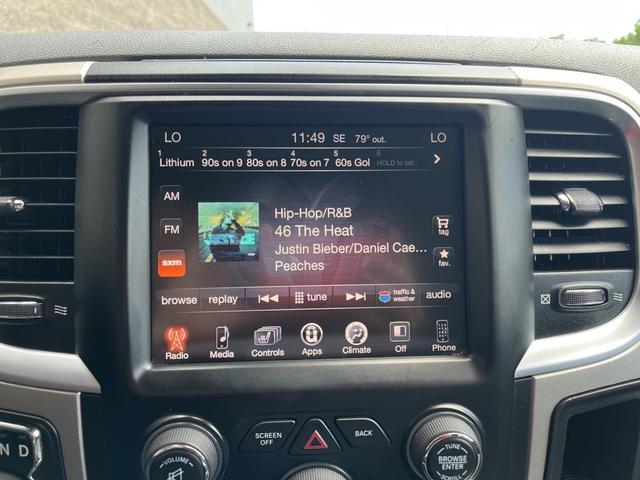 LO 11:49 SE 79° out. LO
1 2 3 4 5 6
Lithium 90s on 9 80s on 8 70s on 7 60s Gol HOLD to set
AM
FM
sxm
Hip-Hop/R&B
46 The Heat
Justin Bieber/Daniel Cae...
Peaches
tag
fav.
browse replay tune traffic & weather audio
Radio Media Controls Apps Climate Off Phone
SCREEN OFF
BACK
VOLUME
TUNE
BROWSE
ENTER
SCROLL
N D